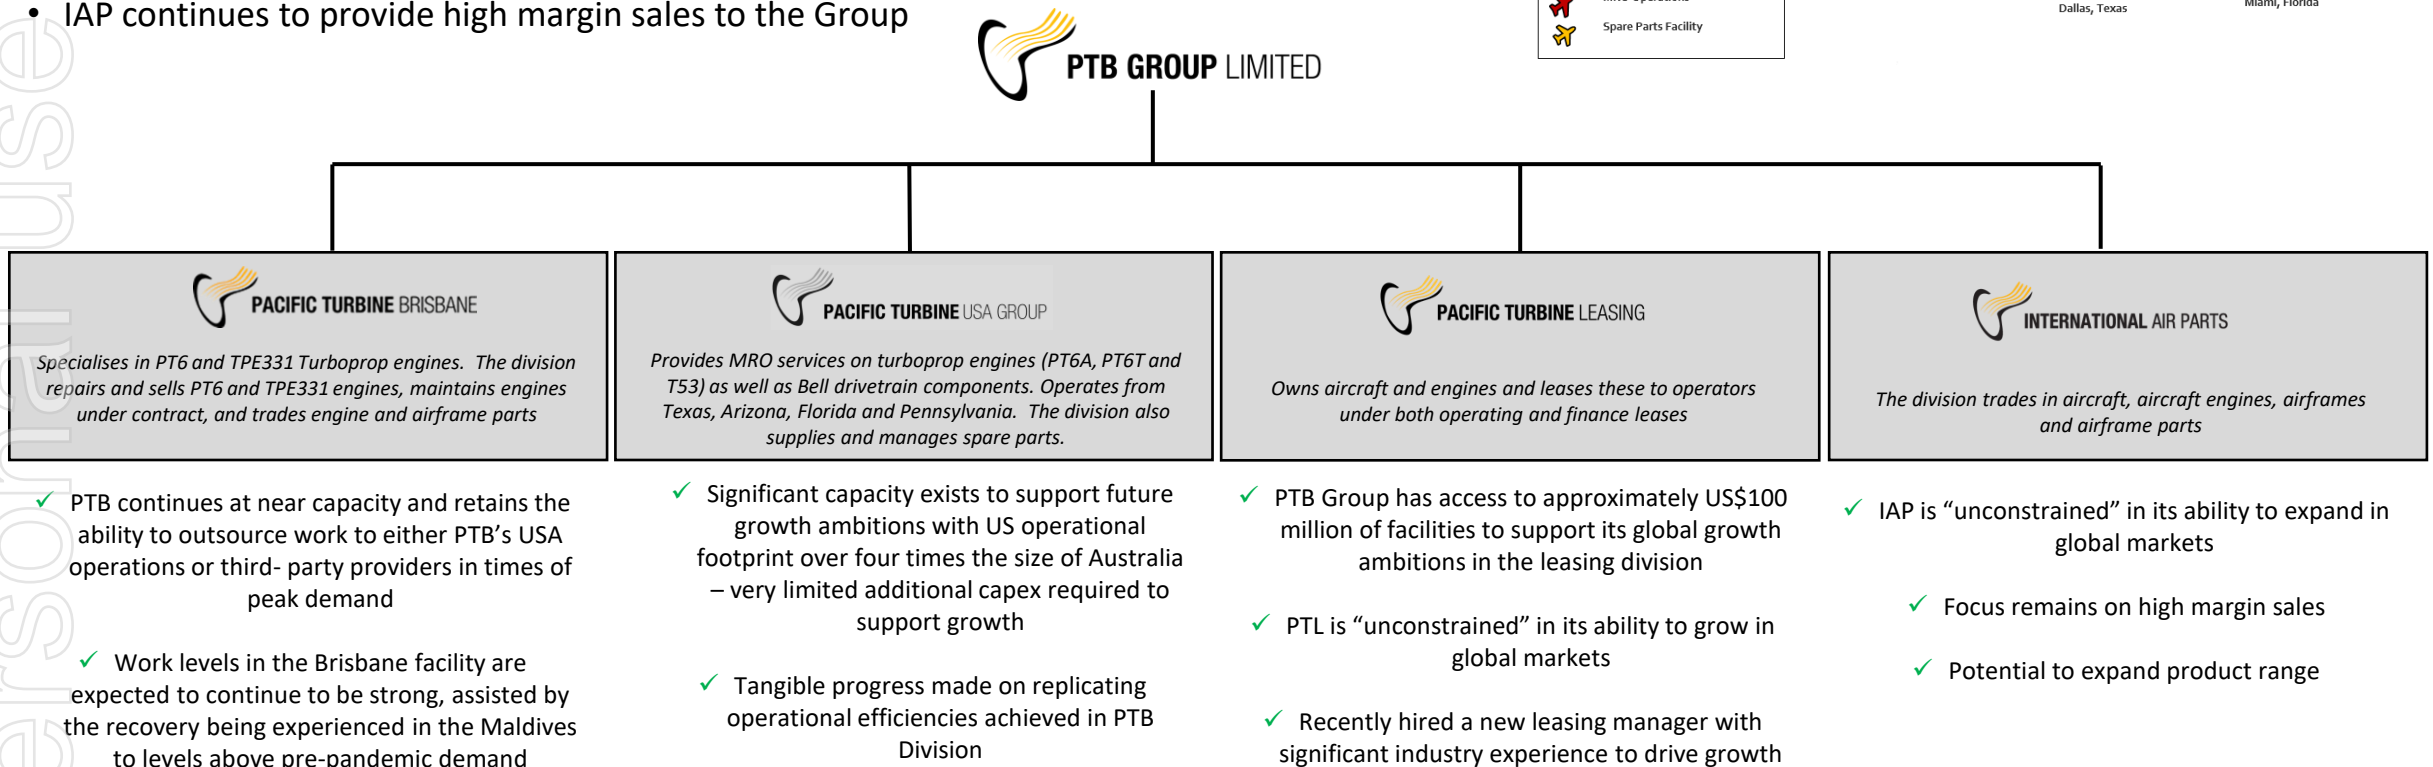 • IAP continues to provide high margin sales to the Group
Dallas, Texas
Miami, Florida
Spare Parts Facility
PTB GROUP LIMITED
PACIFIC TURBINE BRISBANE
Specialises in PT6 and TPE331 Turboprop engines. The division
repairs and sells PT6 and TPE331 engines, maintains engines
under contract, and trades engine and airframe parts
✓ PTB continues at near capacity and retains the
ability to outsource work to either PTB’s USA
operations or third- party providers in times of
peak demand
✓ Work levels in the Brisbane facility are
expected to continue to be strong, assisted by
the recovery being experienced in the Maldives
to levels above pre-pandemic demand
PACIFIC TURBINE USA GROUP
Provides MRO services on turboprop engines (PT6A, PT6T and
T53) as well as Bell drivetrain components. Operates from
Texas, Arizona, Florida and Pennsylvania. The division also
supplies and manages spare parts.
✓ Significant capacity exists to support future
growth ambitions with US operational
footprint over four times the size of Australia
– very limited additional capex required to
support growth
✓ Tangible progress made on replicating
operational efficiencies achieved in PTB
Division
PACIFIC TURBINE LEASING
Owns aircraft and engines and leases these to operators
under both operating and finance leases
✓ PTB Group has access to approximately US$100
million of facilities to support its global growth
ambitions in the leasing division
✓ PTL is “unconstrained” in its ability to grow in
global markets
✓ Recently hired a new leasing manager with
significant industry experience to drive growth
INTERNATIONAL AIR PARTS
The division trades in aircraft, aircraft engines, airframes
and airframe parts
✓ IAP is “unconstrained” in its ability to expand in
global markets
✓ Focus remains on high margin sales
✓ Potential to expand product range
ersonal use